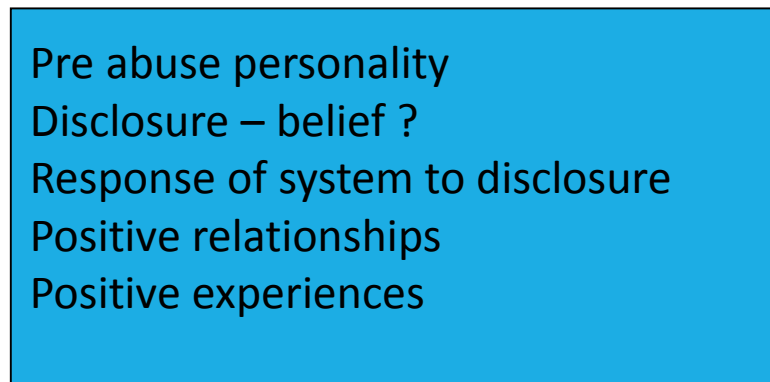 Pre abuse personality
Disclosure – belief ?
Response of system to disclosure
Positive relationships
Positive experiences